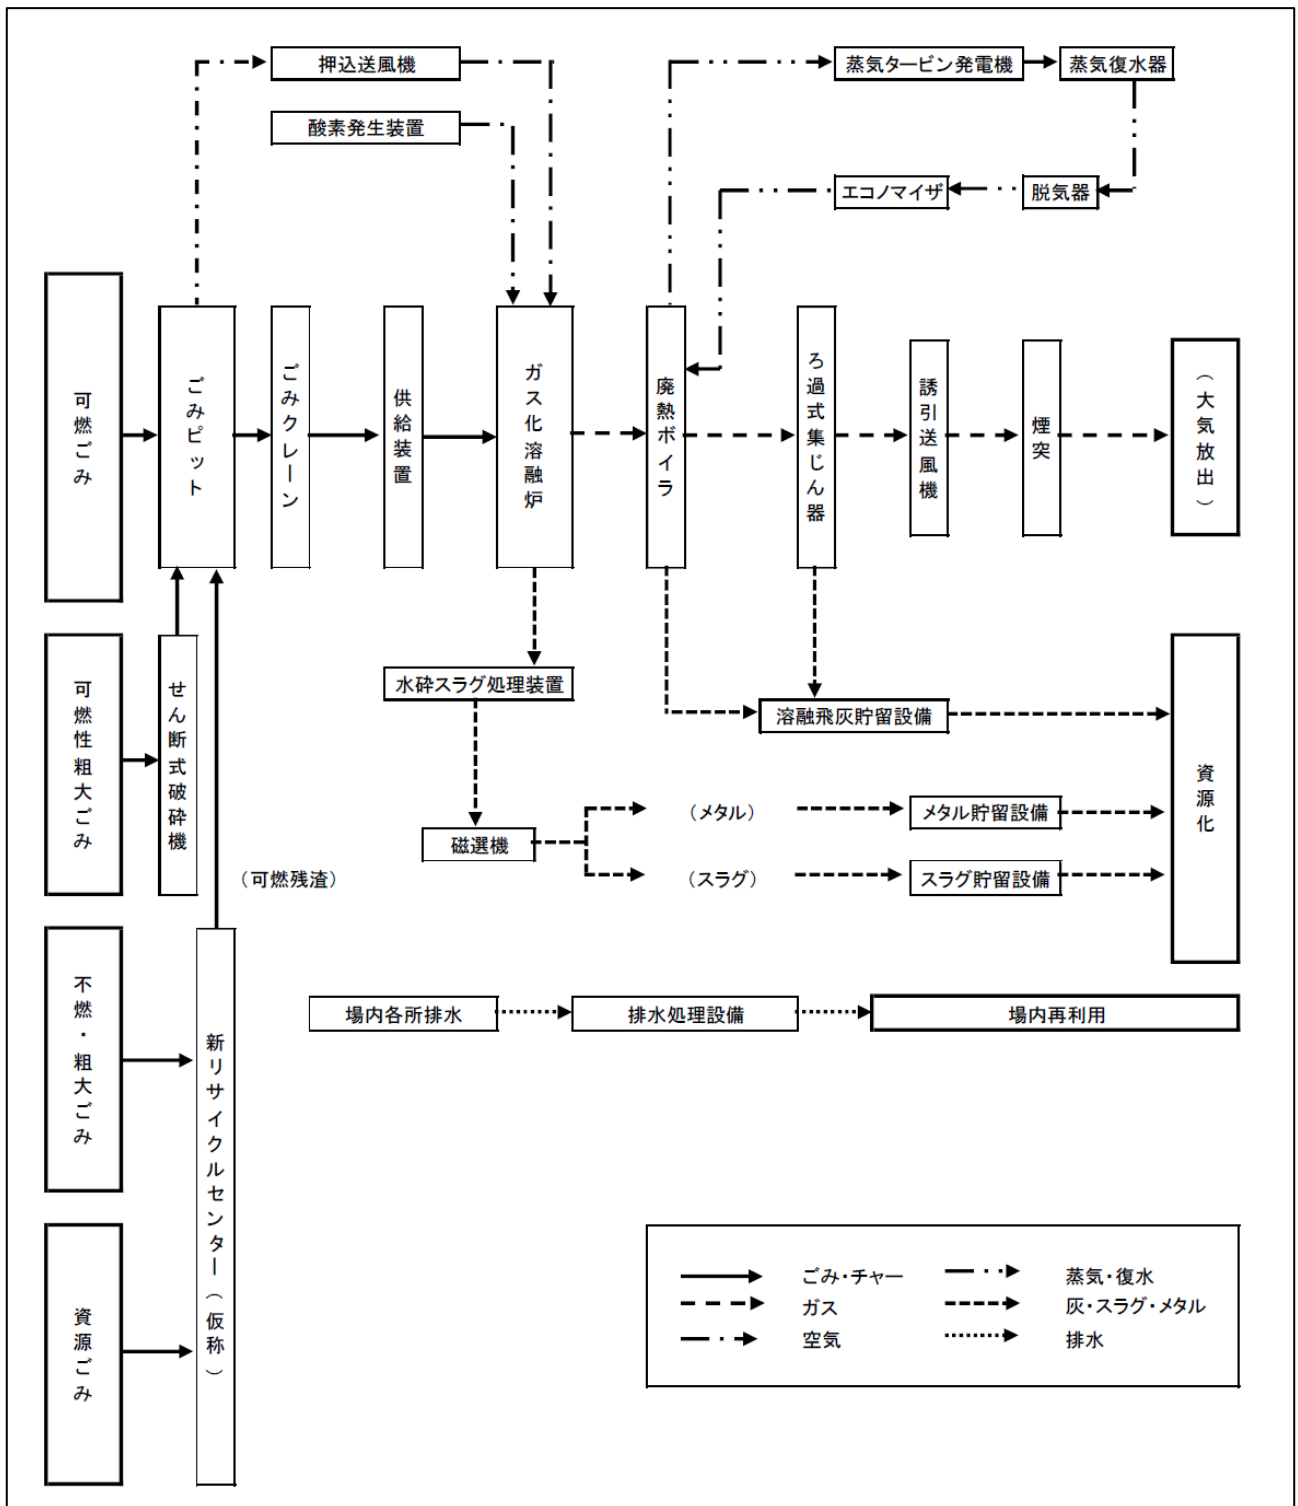 押込送風機
蒸気タービン発電機
蒸気復水器
酸素発生装置
エコノマイザ
脱気器
可燃ごみ
ごみピット
ごみクレーン
供給装置
ガス化溶融炉
廃熱ボイラ
ろ過式集じん器
誘引送風機
煙突
（大気放出）
可燃性粗大ごみ
せん断式破砕機
水砕スラグ処理装置
溶融飛灰貯留設備
資源化
磁選機
（メタル）
メタル貯留設備
（スラグ）
スラグ貯留設備
（可燃残渣）
不燃・粗大ごみ
新リサイクルセンター（仮称）
場内各所排水
排水処理設備
場内再利用
資源ごみ
ごみ・チャー
蒸気・復水
ガス
灰・スラグ・メタル
空気
排水